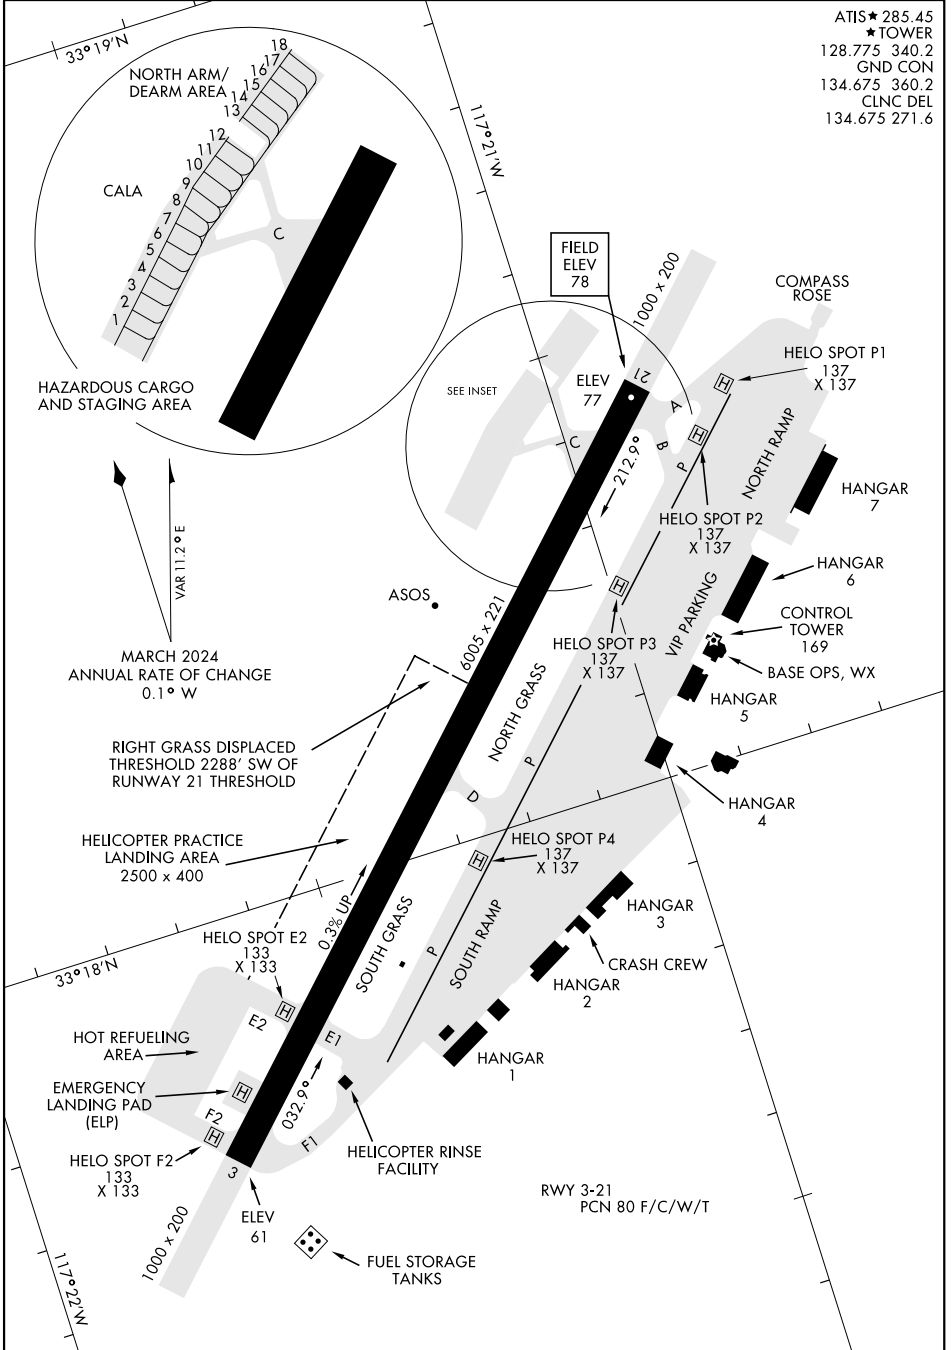 ATIS★ 285.45
★TOWER
128.775 340.2
GND CON
134.675 360.2
CLNC DEL
134.675 271.6
33°19'N
NORTH ARM/
DEARM AREA
18
17
16
15
14
13
12
11
10
9
8
7
6
5
4
3
2
1
CALA
C
HAZARDOUS CARGO
AND STAGING AREA
117°21'W
FIELD
ELEV
78
1000 x 200
COMPASS
ROSE
HELO SPOT P1
137
X 137
SEE INSET
ELEV
77
21
A
B
C
P
212.9°
NORTH RAMP
HANGAR
7
HELO SPOT P2
137
X 137
VAR 11.2° E
HANGAR
6
ASOS
6005 x 221
VIP PARKING
CONTROL
TOWER
169
HELO SPOT P3
137
X 137
BASE OPS, WX
MARCH 2024
ANNUAL RATE OF CHANGE
0.1° W
NORTH GRASS
HANGAR
5
RIGHT GRASS DISPLACED
THRESHOLD 2288' SW OF
RUNWAY 21 THRESHOLD
P
D
HANGAR
4
HELICOPTER PRACTICE
LANDING AREA
2500 x 400
HELO SPOT P4
137
X 137
0.3% UP
HANGAR
3
HELO SPOT E2
133
X 133
SOUTH GRASS
P
SOUTH RAMP
CRASH CREW
33°18'N
HANGAR
2
E2
E1
HOT REFUELING
AREA
HANGAR
1
EMERGENCY
LANDING PAD
(ELP)
032.9°
F2
F1
HELICOPTER RINSE
FACILITY
HELO SPOT F2
133
X 133
3
RWY 3-21
PCN 80 F/C/W/T
ELEV
61
1000 x 200
FUEL STORAGE
TANKS
117°22'W
H
H
H
H
H
H
H